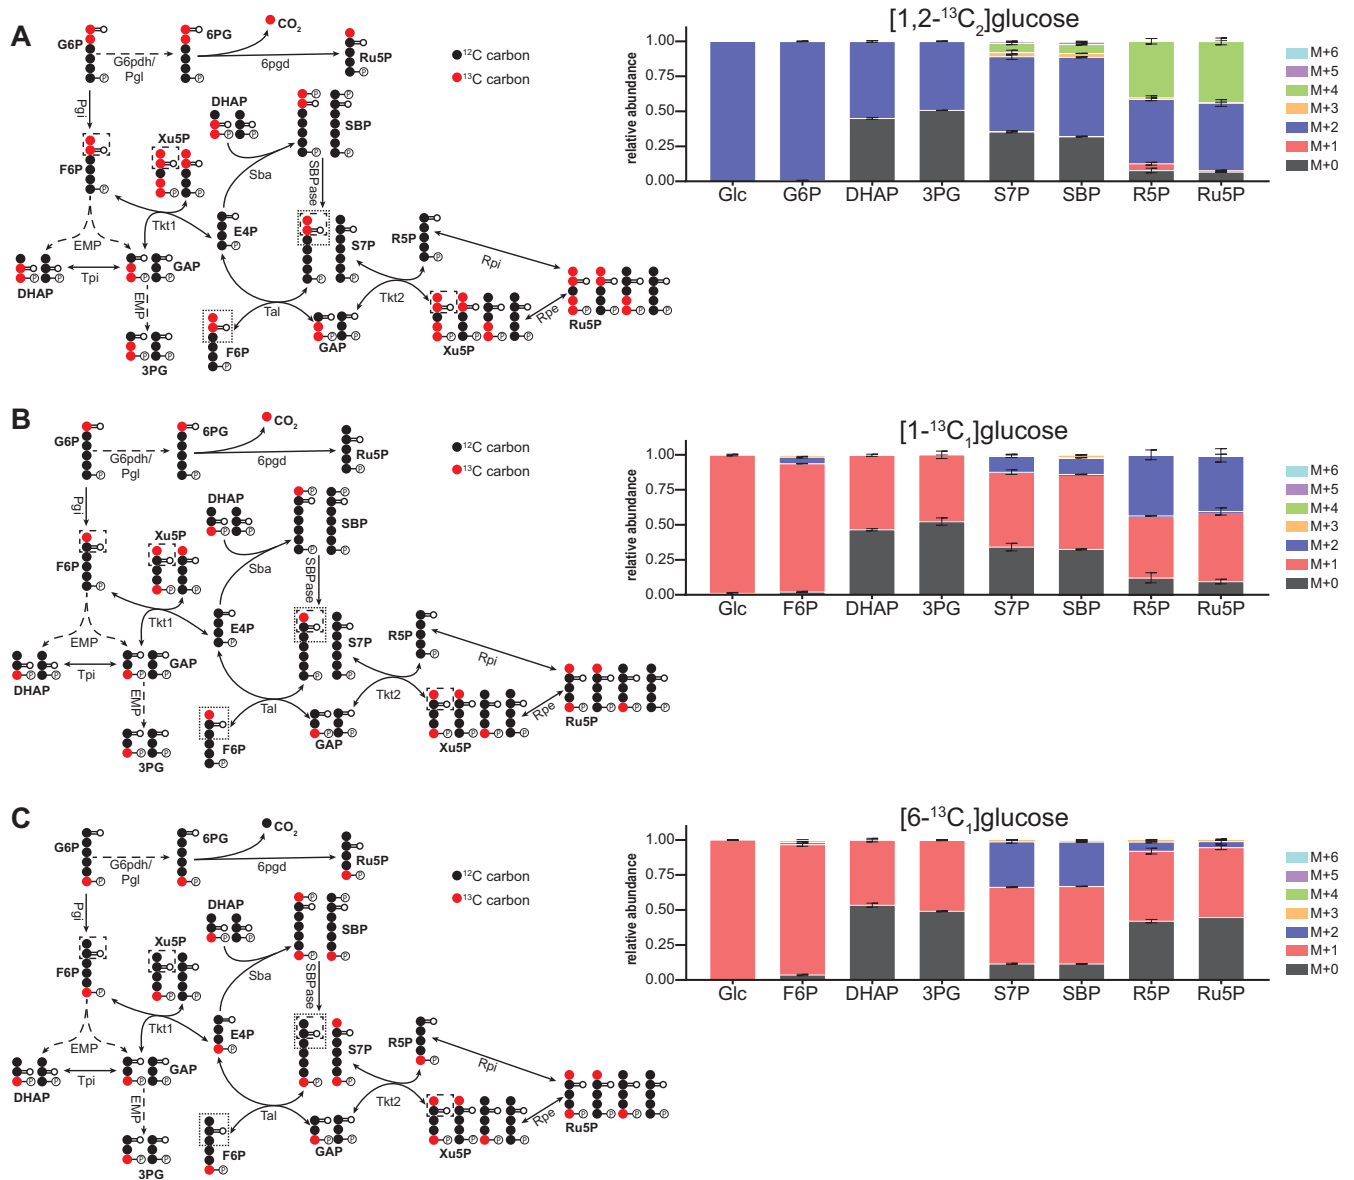 A
G6P
G6pdh/
Pgl
6PG
CO2
6pgd
Ru5P
12C carbon
13C carbon
Pgi
DHAP
SBP
Xu5P
F6P
Sba
SBPase
Tkt1
E4P
S7P
R5P
EMP
DHAP
Tpi
GAP
EMP
3PG
Tal
F6P
GAP
Tkt2
Rpi
Xu5P
Rpe
Ru5P
P
[1,2-13C2]glucose
relative abundance
1.00
0.75
0.50
0.25
0.00
Glc G6P DHAP 3PG S7P SBP R5P Ru5P
M+6
M+5
M+4
M+3
M+2
M+1
M+0
B
G6P
G6pdh/
Pgl
6PG
CO2
6pgd
Ru5P
12C carbon
13C carbon
Pgi
DHAP
SBP
Xu5P
F6P
Sba
SBPase
Tkt1
E4P
S7P
R5P
EMP
DHAP
Tpi
GAP
EMP
3PG
Tal
F6P
GAP
Tkt2
Rpi
Xu5P
Rpe
Ru5P
P
[1-13C1]glucose
relative abundance
1.00
0.75
0.50
0.25
0.00
Glc F6P DHAP 3PG S7P SBP R5P Ru5P
M+6
M+5
M+4
M+3
M+2
M+1
M+0
C
G6P
G6pdh/
Pgl
6PG
CO2
6pgd
Ru5P
12C carbon
13C carbon
Pgi
DHAP
SBP
Xu5P
F6P
Sba
SBPase
Tkt1
E4P
S7P
R5P
EMP
DHAP
Tpi
GAP
EMP
3PG
Tal
F6P
GAP
Tkt2
Rpi
Xu5P
Rpe
Ru5P
P
[6-13C1]glucose
relative abundance
1.00
0.75
0.50
0.25
0.00
Glc F6P DHAP 3PG S7P SBP R5P Ru5P
M+6
M+5
M+4
M+3
M+2
M+1
M+0